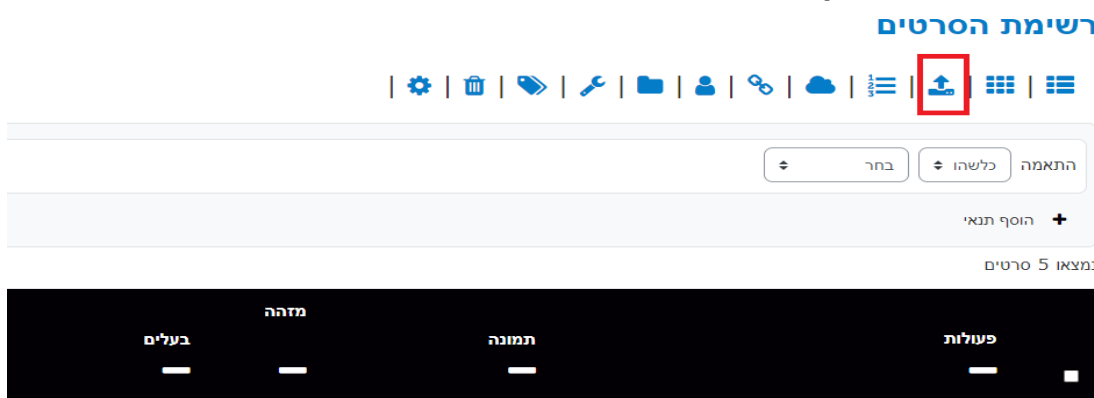 רשימת הסרטים
התאמה כלשהו בחר
הוסף תנאי
נמצאו 5 סרטים
מזהה
פעולות תמונה בעלים